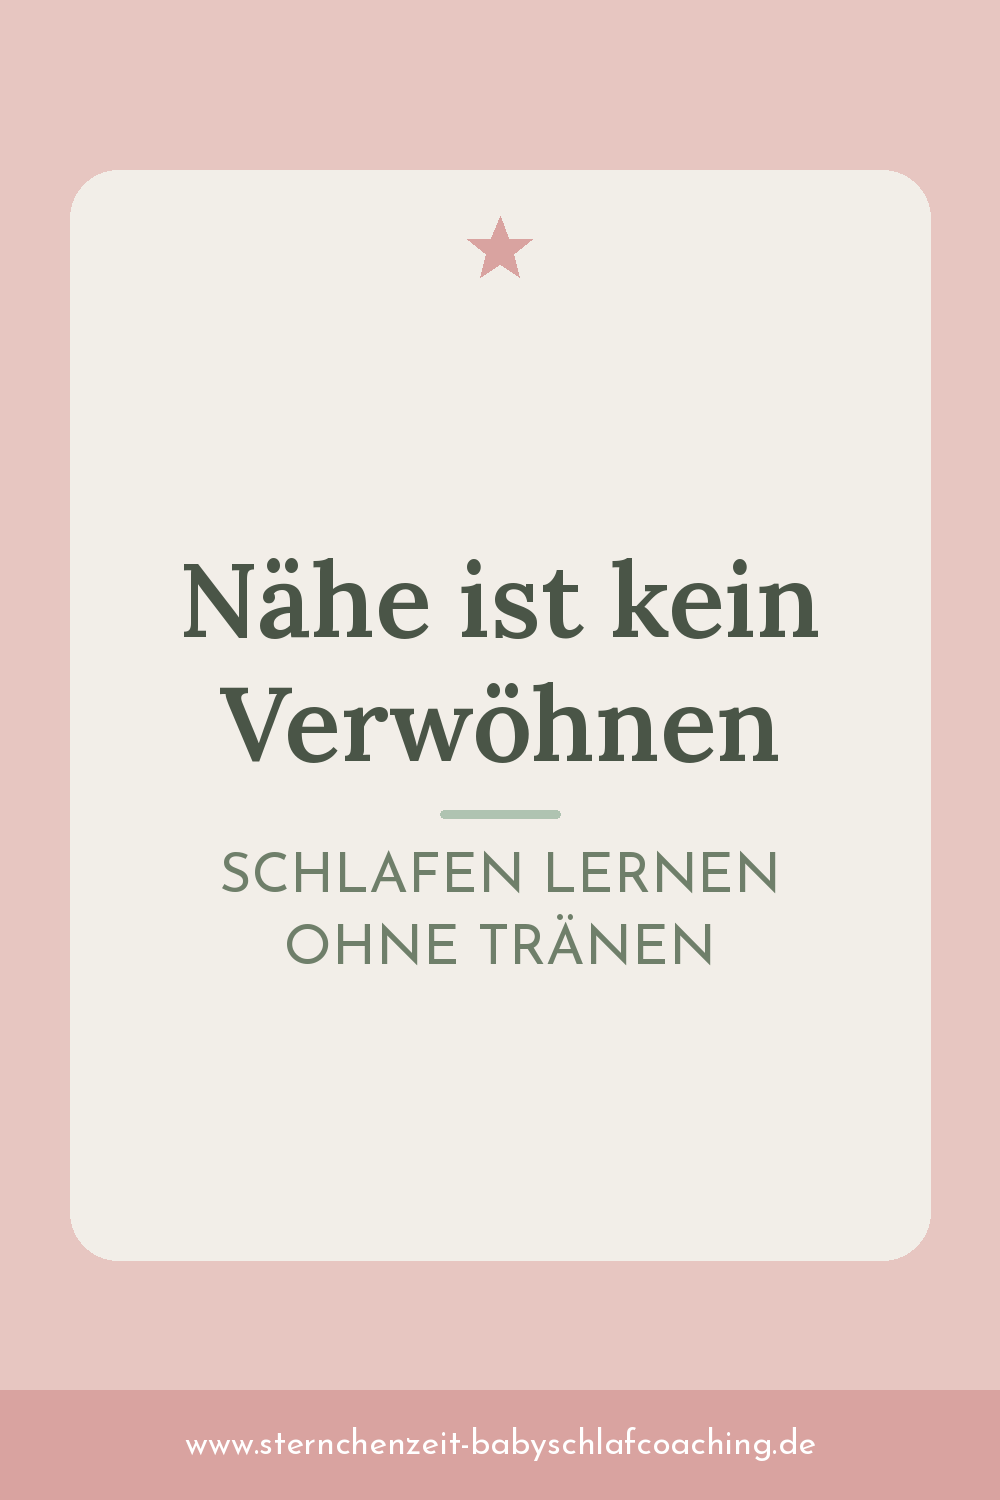 Nähe ist kein
Verwöhnen
SCHLAFEN LERNEN
OHNE TRÄNEN
www.sternchenzeit-babyschlafcoaching.de